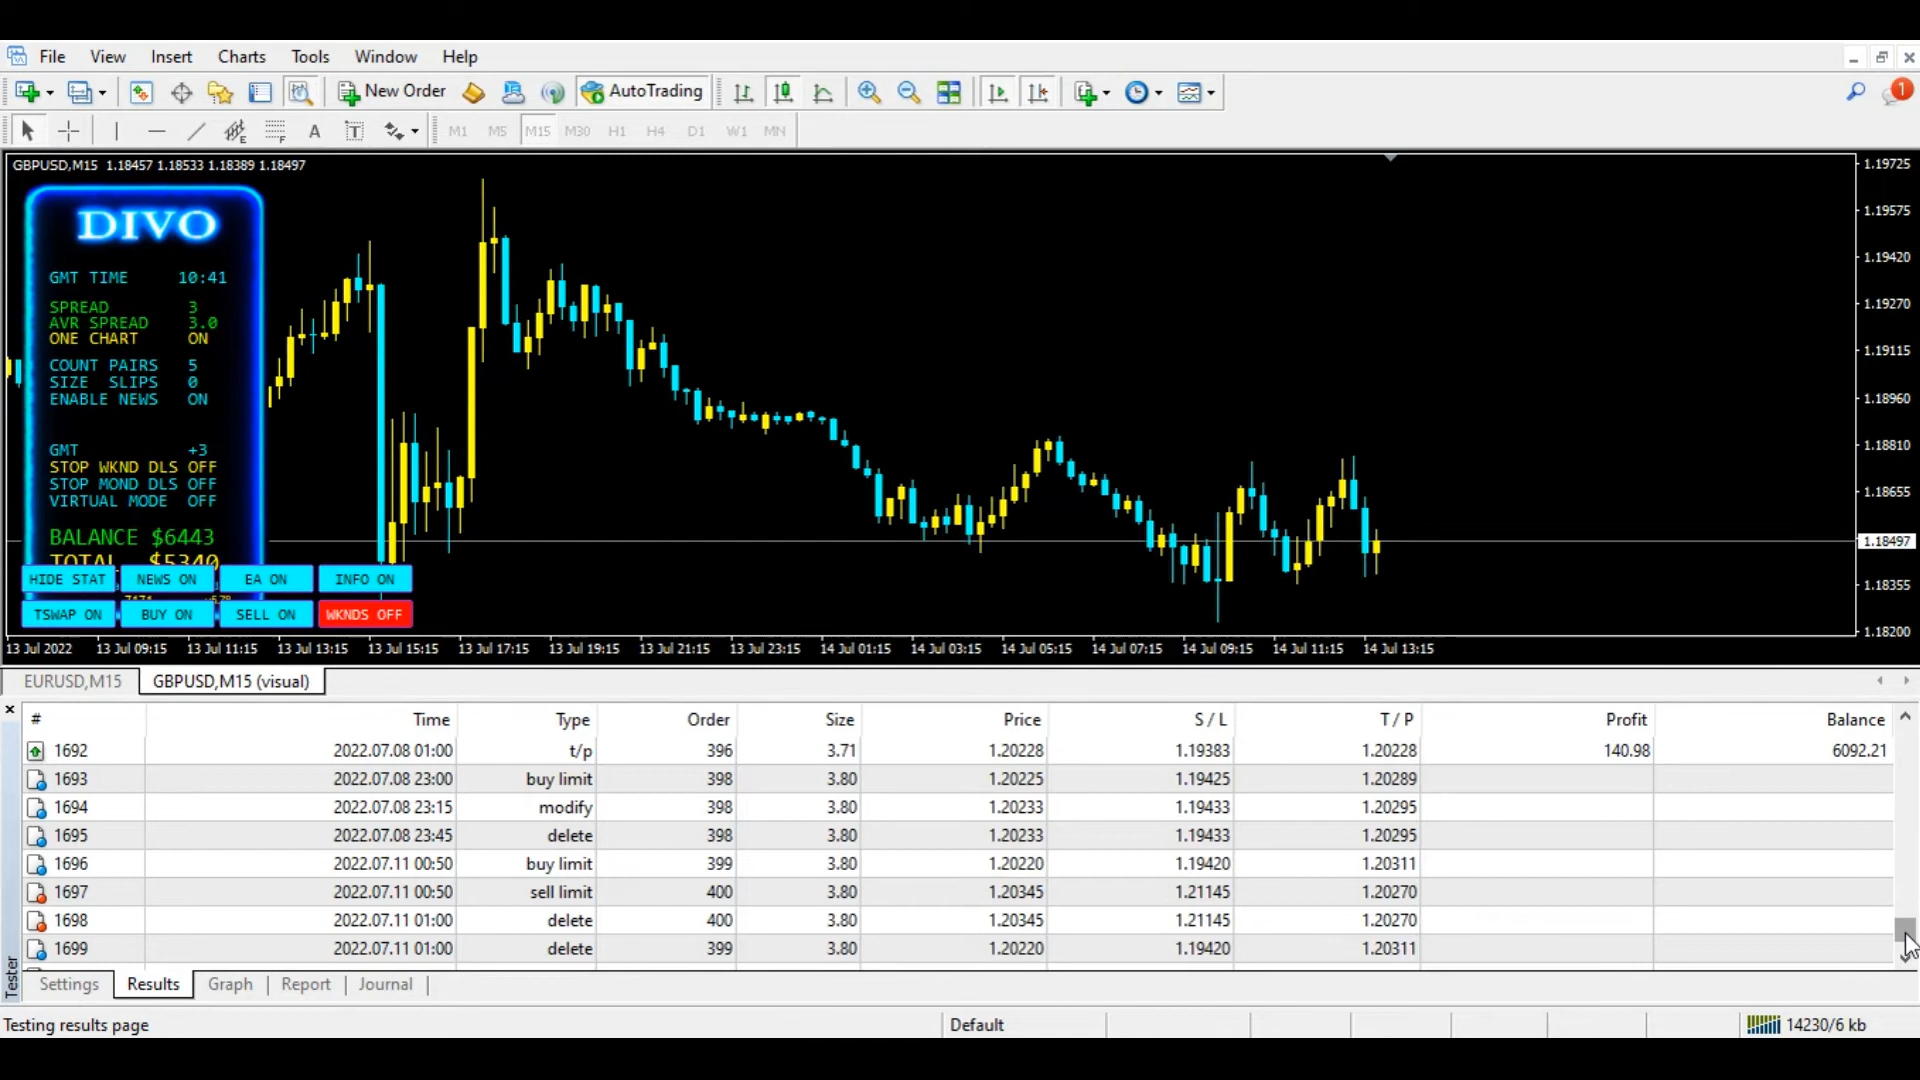 File View Insert Charts Tools Window Help
New Order AutoTrading 1
A T M1 M5 M15 M30 H1 H4 D1 W1 MN
GBPUSD,M15 1.18457 1.18533 1.18389 1.18497
DIVO
GMT TIME 10:41
SPREAD 3
AVR SPREAD 3.0
ONE CHART ON
COUNT PAIRS 5
SIZE SLIPS 0
ENABLE NEWS ON
GMT +3
STOP WKND DLS OFF
STOP MOND DLS OFF
VIRTUAL MODE OFF
BALANCE $6443
TOTAL $5340
HIDE STAT NEWS ON EA ON INFO ON
TSWAP ON BUY ON SELL ON WKNDS OFF
1.19725
1.19575
1.19420
1.19270
1.19115
1.18960
1.18810
1.18655
1.18497
1.18355
1.18200
13 Jul 2022 13 Jul 09:15 13 Jul 11:15 13 Jul 13:15 13 Jul 15:15 13 Jul 17:15 13 Jul 19:15 13 Jul 21:15 13 Jul 23:15 14 Jul 01:15 14 Jul 03:15 14 Jul 05:15 14 Jul 07:15 14 Jul 09:15 14 Jul 11:15 14 Jul 13:15
EURUSD,M15 GBPUSD,M15 (visual)
# Time Type Order Size Price S / L T / P Profit Balance
1692 2022.07.08 01:00 t/p 396 3.71 1.20228 1.19383 1.20228 140.98 6092.21
1693 2022.07.08 23:00 buy limit 398 3.80 1.20225 1.19425 1.20289
1694 2022.07.08 23:15 modify 398 3.80 1.20233 1.19433 1.20295
1695 2022.07.08 23:45 delete 398 3.80 1.20233 1.19433 1.20295
1696 2022.07.11 00:50 buy limit 399 3.80 1.20220 1.19420 1.20311
1697 2022.07.11 00:50 sell limit 400 3.80 1.20345 1.21145 1.20270
1698 2022.07.11 01:00 delete 400 3.80 1.20345 1.21145 1.20270
1699 2022.07.11 01:00 delete 399 3.80 1.20220 1.19420 1.20311
Tester
Settings Results Graph Report Journal
Testing results page Default 14230/6 kb